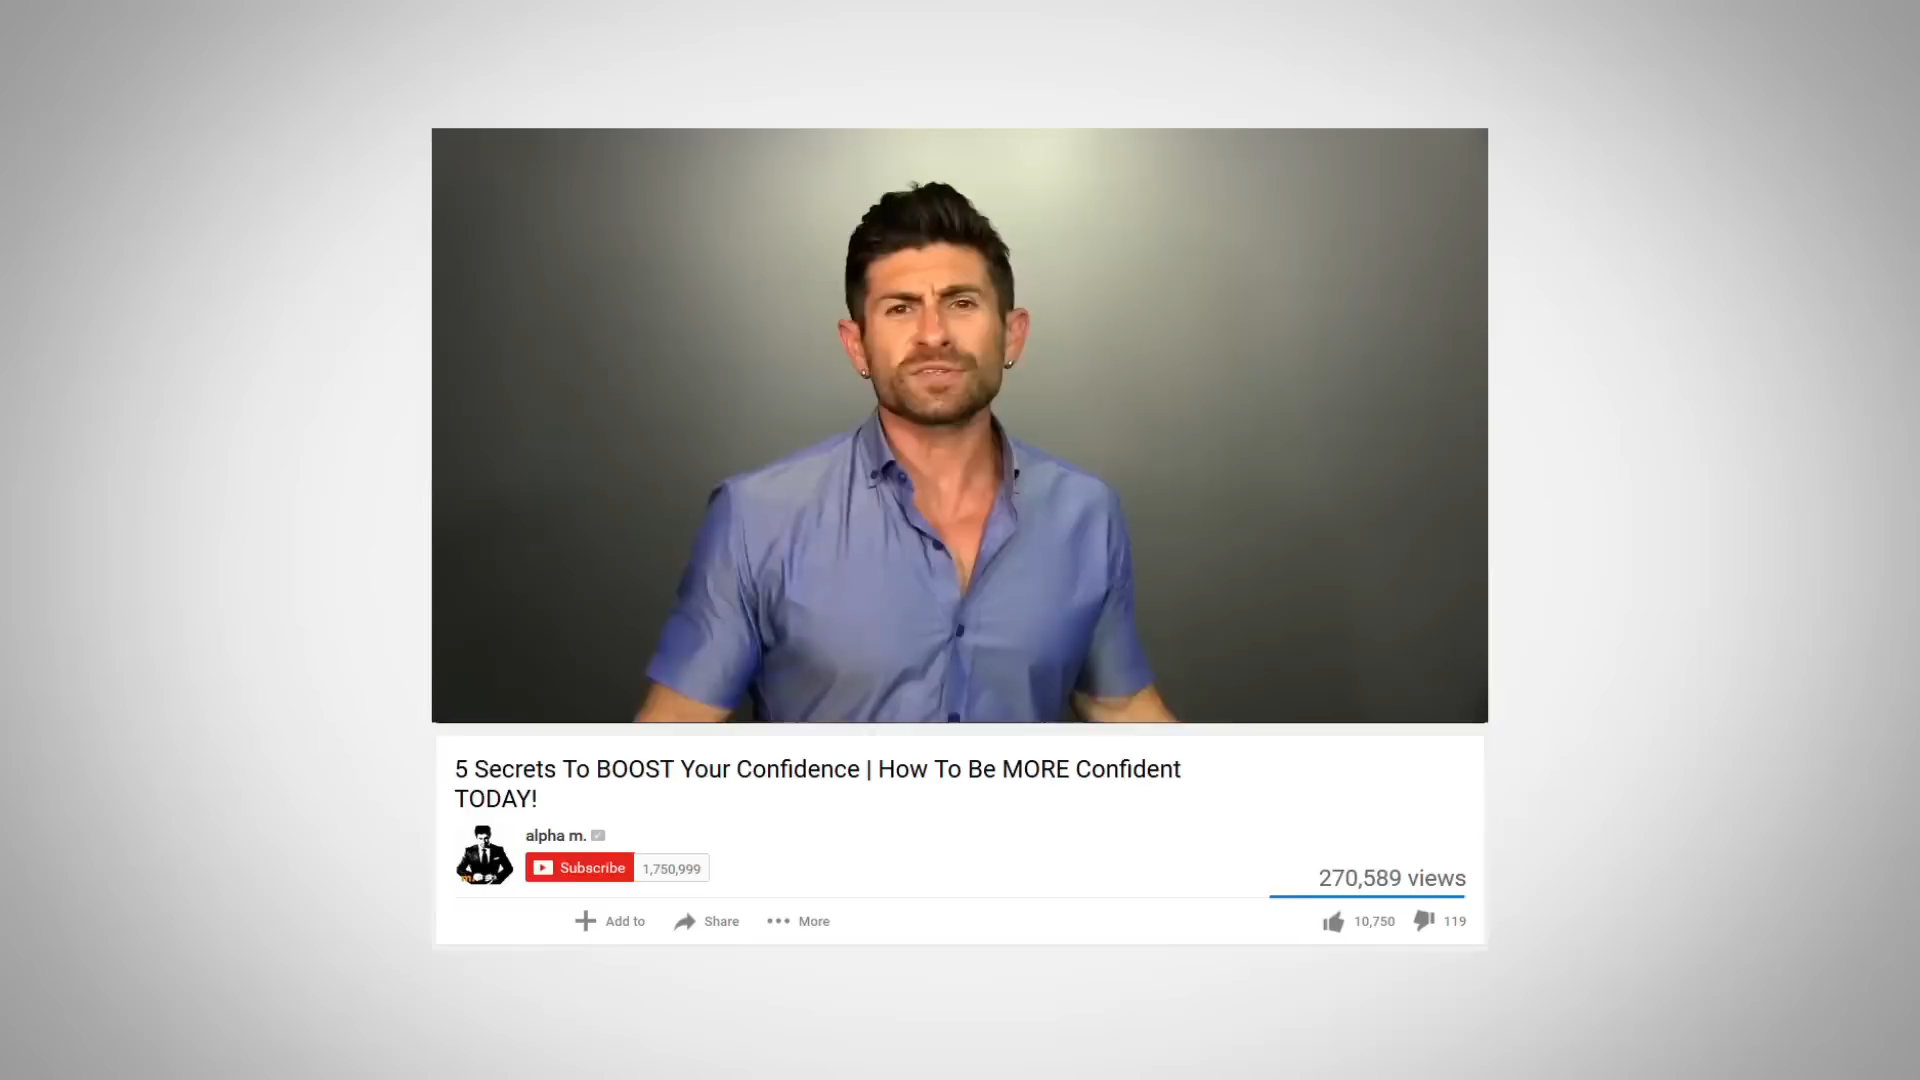 5 Secrets To BOOST Your Confidence | How To Be MORE Confident
TODAY!
alpha m.
Subscribe 1,750,999
270,589 views
Add to Share More 10,750 119